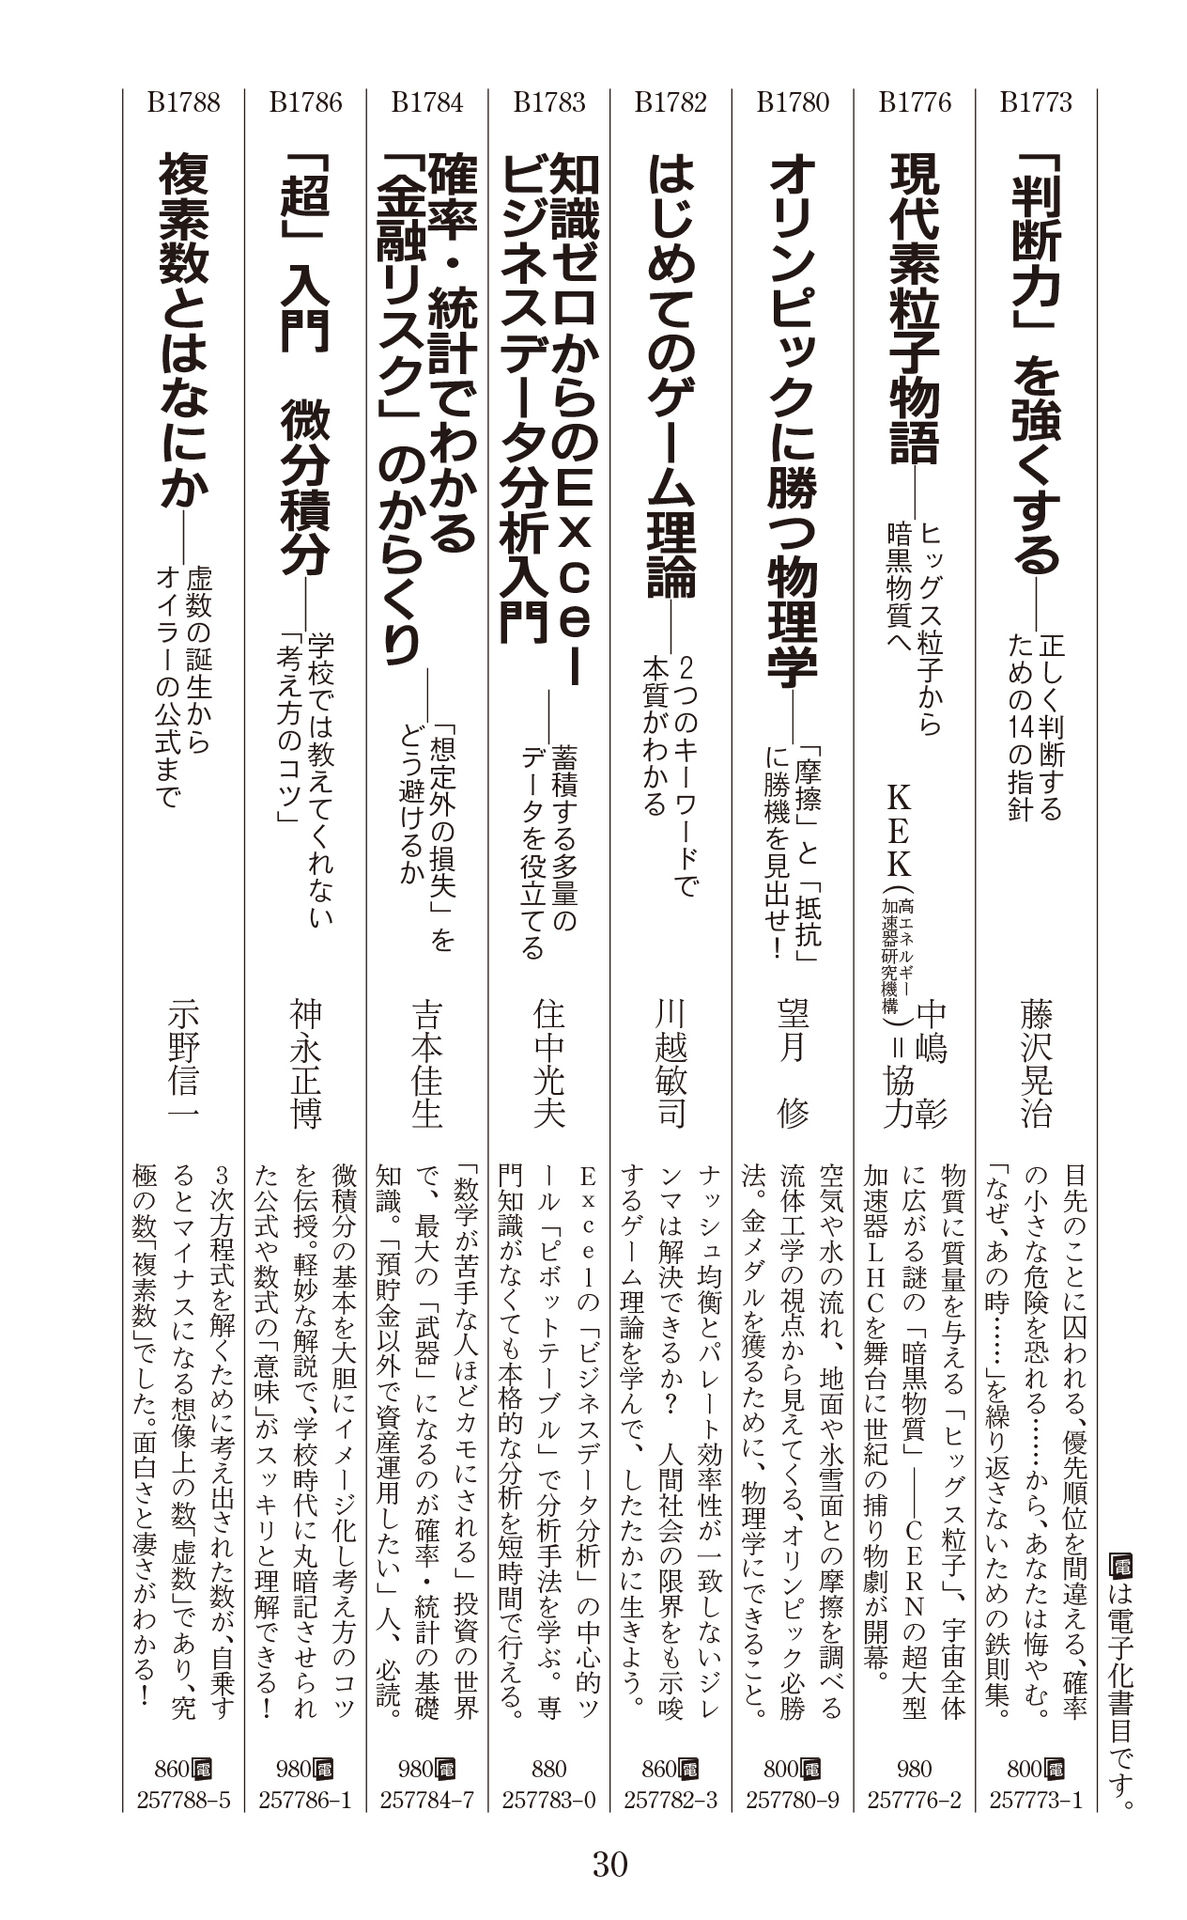 電は電子化書目です。
B1773
「判断力」を強くする――
正しく判断する
ための14の指針
藤沢晃治
目先のことに囚われる、優先順位を間違える、確率
の小さな危険を恐れる……から、あなたは悔やむ。
「なぜ、あの時……」を繰り返さないための鉄則集。
800電
257773-1
B1776
現代素粒子物語――
ヒッグス粒子から
暗黒物質へ
中嶋 彰
KEK(高エネルギー
加速器研究機構)=協力
物質に質量を与える「ヒッグス粒子」、宇宙全体
に広がる謎の「暗黒物質」――CERNの超大型
加速器LHCを舞台に世紀の捕り物劇が開幕。
980
257776-2
B1780
オリンピックに勝つ物理学――
「摩擦」と「抵抗」
に勝機を見出せ!
望月 修
空気や水の流れ、地面や氷雪面との摩擦を調べる
流体工学の視点から見えてくる、オリンピック必勝
法。金メダルを獲るために、物理学にできること。
800電
257780-9
B1782
はじめてのゲーム理論――
2つのキーワードで
本質がわかる
川越敏司
ナッシュ均衡とパレート効率性が一致しないジレ
ンマは解決できるか? 人間社会の限界をも示唆
するゲーム理論を学んで、したたかに生きよう。
860電
257782-3
B1783
知識ゼロからのExcel
ビジネスデータ分析入門――
蓄積する多量の
データを役立てる
住中光夫
Excelの「ビジネスデータ分析」の中心的ツ
ール「ピボットテーブル」で分析手法を学ぶ。専
門知識がなくても本格的な分析を短時間で行える。
880
257783-0
B1784
確率・統計でわかる
「金融リスク」のからくり――
「想定外の損失」を
どう避けるか
吉本佳生
「数学が苦手な人ほどカモにされる」投資の世界
で、最大の「武器」になるのが確率・統計の基礎
知識。「預貯金以外で資産運用したい」人、必読。
980電
257784-7
B1786
「超」入門 微分積分――
学校では教えてくれない
「考え方のコツ」
神永正博
微積分の基本を大胆にイメージ化し考え方のコツ
を伝授。軽妙な解説で、学校時代に丸暗記させられ
た公式や数式の「意味」がスッキリと理解できる!
980電
257786-1
B1788
複素数とはなにか――
虚数の誕生から
オイラーの公式まで
示野信一
3次方程式を解くために考え出された数が、自乗す
るとマイナスになる想像上の数「虚数」であり、究
極の数「複素数」でした。面白さと凄さがわかる!
860電
257788-5
30